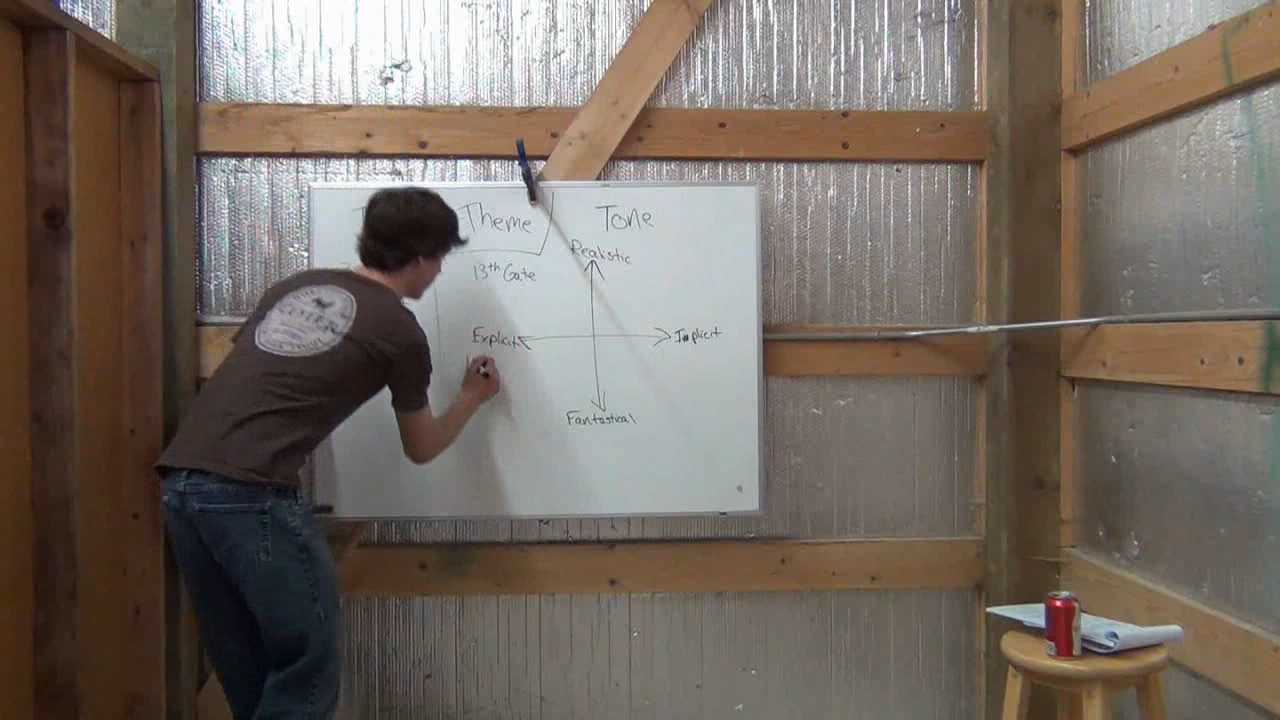 Theme
Tone
Realistic
13th Gate
Explicit
Implicit
Fantastical